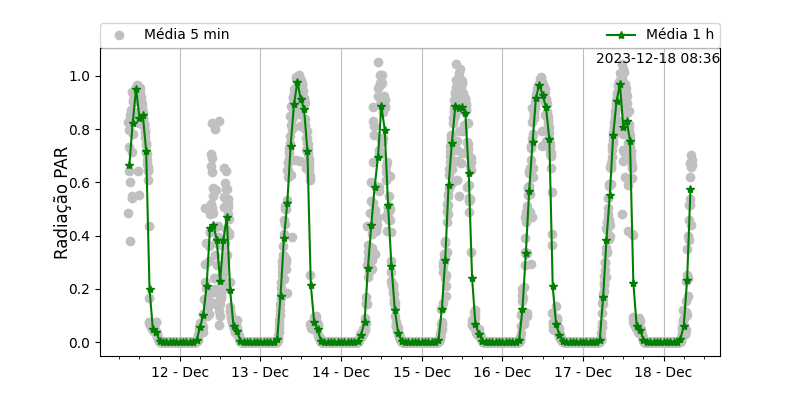 Média 5 min
Média 1 h
2023-12-18 08:36
Radiação PAR
1.0
0.8
0.6
0.4
0.2
0.0
12 - Dec
13 - Dec
14 - Dec
15 - Dec
16 - Dec
17 - Dec
18 - Dec